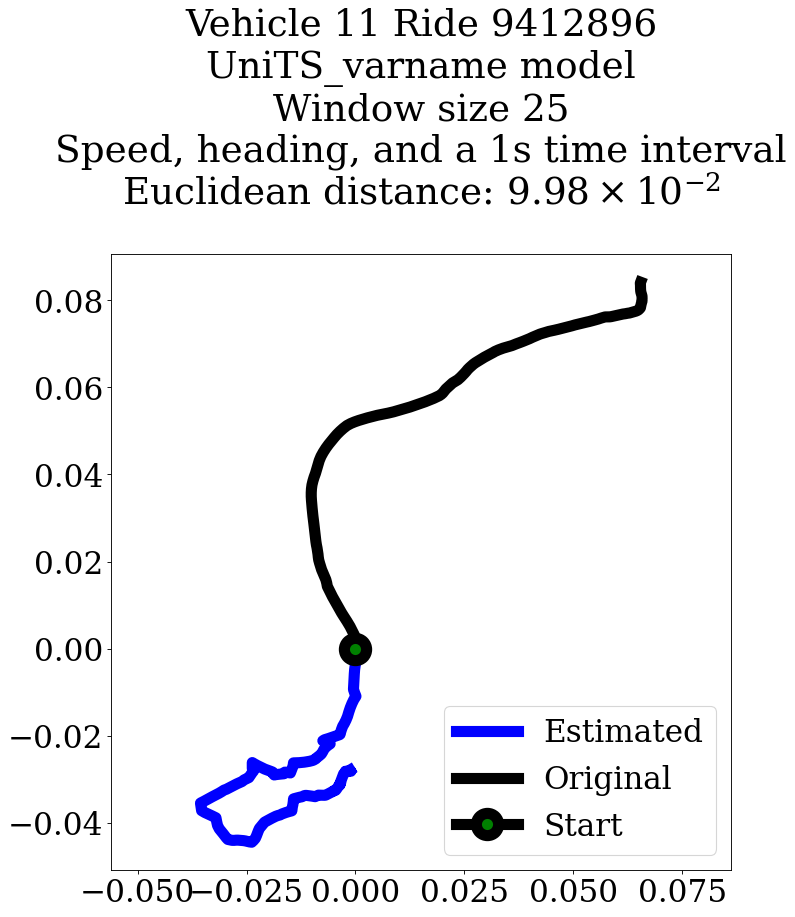 Vehicle 11 Ride 9412896
UniTS_varname model
Window size 25
Speed, heading, and a 1s time interval
Euclidean distance: 9.98 × 10⁻²
0.08
0.06
0.04
0.02
0.00
−0.02
−0.04
Estimated
Original
Start
−0.050 −0.025 0.000 0.025 0.050 0.075